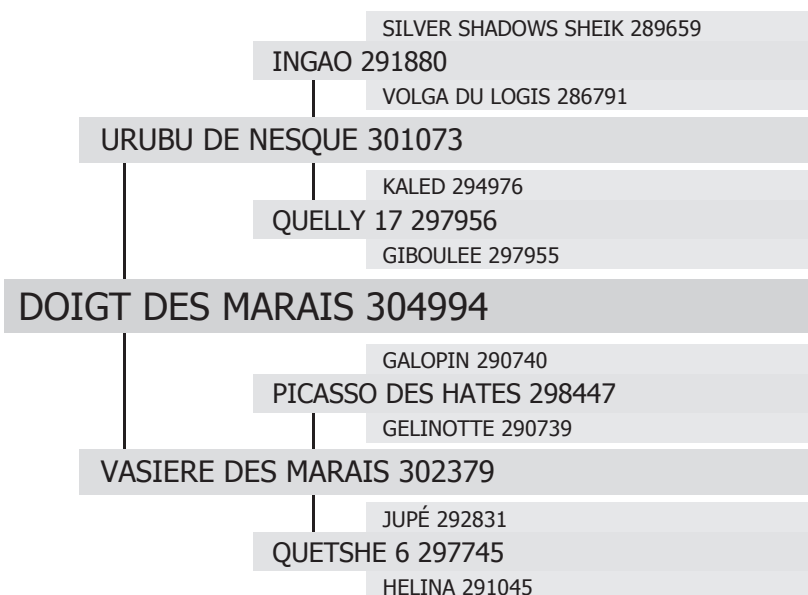 SILVER SHADOWS SHEIK 289659
INGAO 291880
VOLGA DU LOGIS 286791
URUBU DE NESQUE 301073
KALED 294976
QUELLY 17 297956
GIBOULEE 297955
DOIGT DES MARAIS 304994
GALOPIN 290740
PICASSO DES HATES 298447
GELINOTTE 290739
VASIERE DES MARAIS 302379
JUPÉ 292831
QUETSHE 6 297745
HELINA 291045